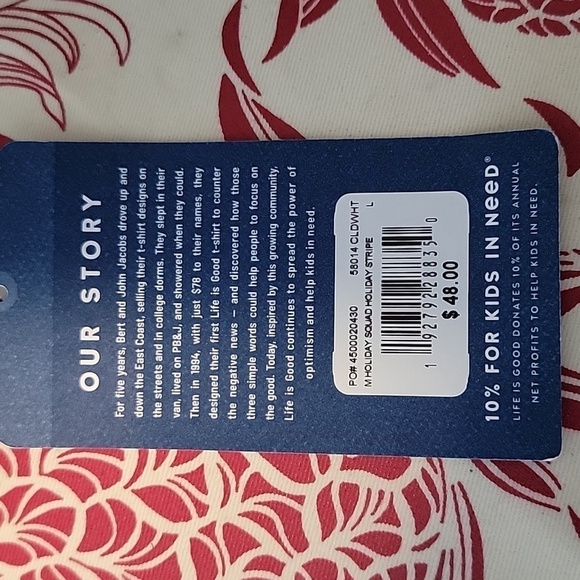 OUR STORY
For five years, Bert and John Jacobs drove up and
down the East Coast, selling their t-shirt designs on
the streets and in college dorms. They slept in their
van, lived on PB&J, and showered when they could.
Then in 1994, with just $78 to their names, they
designed their first Life is Good t-shirt to counter
the negative news – and discovered how those
three simple words could help people to focus on
the good. Today, inspired by this growing community,
Life is Good continues to spread the power of
optimism and help kids in need.
PO# 4500020430 58014 CLDWHT
M HOLIDAY SQUAD HOLIDAY STRIPE L
1 92792 28835 0
$ 48.00
10% FOR KIDS IN NeeD®
LIFE IS GOOD DONATES 10% OF ITS ANNUAL
NET PROFITS TO HELP KIDS IN NEED.